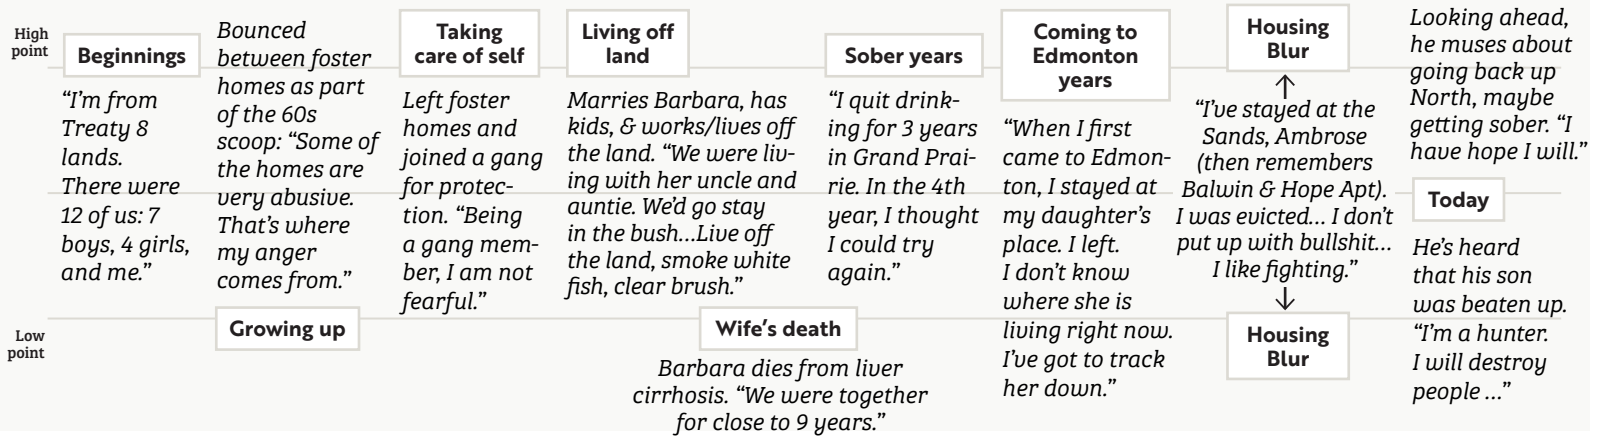 High
point
Low
point
Beginnings
“I’m from
Treaty 8
lands.
There were
12 of us: 7
boys, 4 girls,
and me.”
Bounced
between foster
homes as part
of the 60s
scoop: “Some of
the homes are
very abusive.
That’s where
my anger
comes from.”
Growing up
Taking
care of self
Left foster
homes and
joined a gang
for protec-
tion. “Being
a gang mem-
ber, I am not
fearful.”
Living off
land
Marries Barbara, has
kids, & works/lives off
the land. “We were liv-
ing with her uncle and
auntie. We’d go stay
in the bush...Live off
the land, smoke white
fish, clear brush.”
Wife’s death
Barbara dies from liver
cirrhosis. “We were together
for close to 9 years.”
Sober years
“I quit drink-
ing for 3 years
in Grand Prai-
rie. In the 4th
year, I thought
I could try
again.”
Coming to
Edmonton
years
“When I first
came to Edmon-
ton, I stayed at
my daughter’s
place. I left.
I don’t know
where she is
living right now.
I’ve got to track
her down.”
Housing
Blur
“I’ve stayed at the
Sands, Ambrose
(then remembers
Balwin & Hope Apt).
I was evicted... I don’t
put up with bullshit...
I like fighting.”
Housing
Blur
Looking ahead,
he muses about
going back up
North, maybe
getting sober. “I
have hope I will.”
Today
He’s heard
that his son
was beaten up.
“I’m a hunter.
I will destroy
people ...”